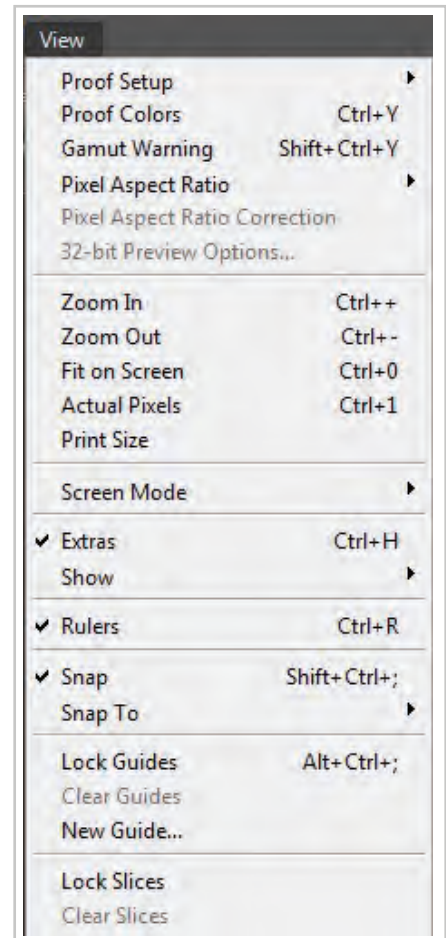 View
Proof Setup
Proof Colors Ctrl+Y
Gamut Warning Shift+Ctrl+Y
Pixel Aspect Ratio
Pixel Aspect Ratio Correction
32-bit Preview Options...
Zoom In Ctrl++
Zoom Out Ctrl+-
Fit on Screen Ctrl+0
Actual Pixels Ctrl+1
Print Size
Screen Mode
Extras Ctrl+H
Show
Rulers Ctrl+R
Snap Shift+Ctrl+;
Snap To
Lock Guides Alt+Ctrl+;
Clear Guides
New Guide...
Lock Slices
Clear Slices